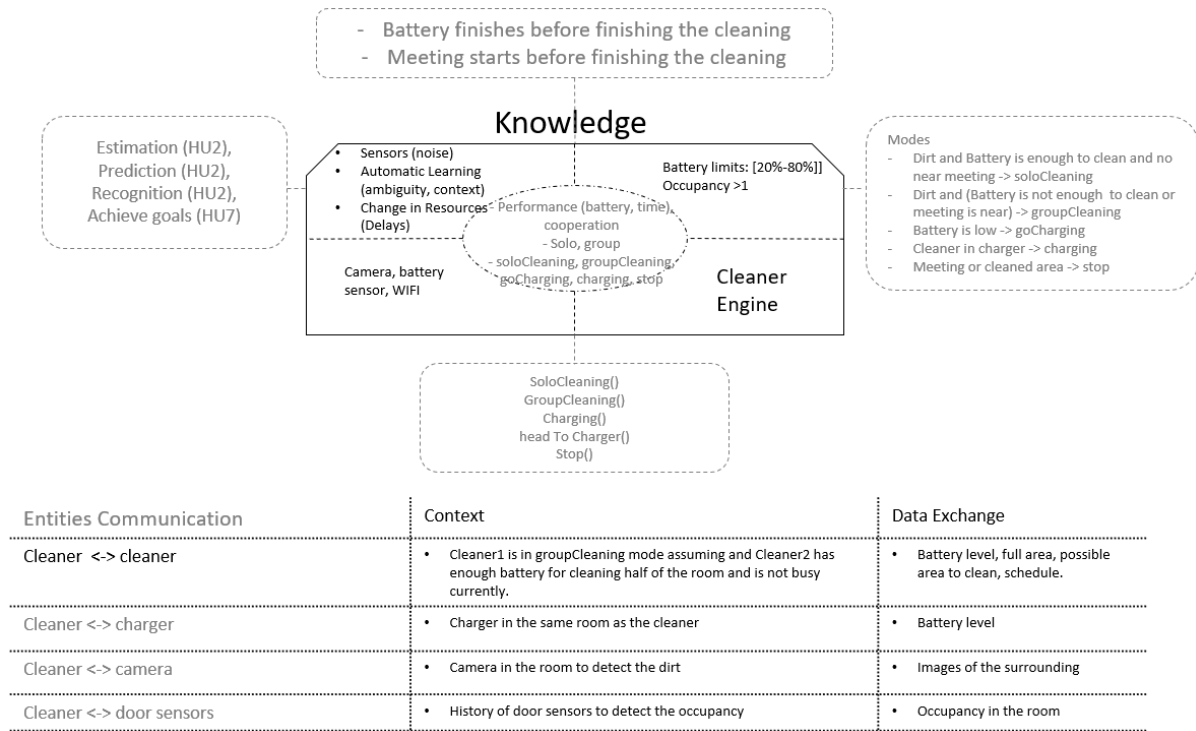 - Battery finishes before finishing the cleaning
- Meeting starts before finishing the cleaning
Knowledge
Estimation (HU2),
Prediction (HU2),
Recognition (HU2),
Achieve goals (HU7)
• Sensors (noise)
• Automatic Learning
(ambiguity, context)
• Change in Resources
(Delays)
Battery limits: [20%-80%]]
Occupancy >1
- Performance (battery, time),
cooperation
- Solo, group
- soloCleaning, groupCleaning,
goCharging, charging, stop
Camera, battery
sensor, WIFI
Cleaner
Engine
Modes
- Dirt and Battery is enough to clean and no
near meeting -> soloCleaning
- Dirt and (Battery is not enough to clean or
meeting is near) -> groupCleaning
- Battery is low -> goCharging
- Cleaner in charger -> charging
- Meeting or cleaned area -> stop
SoloCleaning()
GroupCleaning()
Charging()
head To Charger()
Stop()
Entities Communication
Context
Data Exchange
Cleaner <-> cleaner
• Cleaner1 is in groupCleaning mode assuming and Cleaner2 has
enough battery for cleaning half of the room and is not busy
currently.
• Battery level, full area, possible
area to clean, schedule.
Cleaner <-> charger
• Charger in the same room as the cleaner
• Battery level
Cleaner <-> camera
• Camera in the room to detect the dirt
• Images of the surrounding
Cleaner <-> door sensors
• History of door sensors to detect the occupancy
• Occupancy in the room